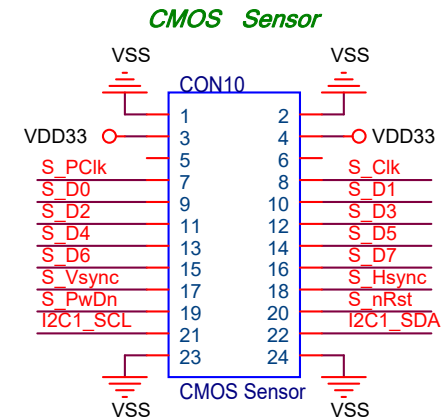 CMOS Sensor
VSS VSS
CON10
1 2
VDD33 3 4 VDD33
5 6
S_PClk 7 8 S_Clk
S_D0 9 10 S_D1
S_D2 11 12 S_D3
S_D4 13 14 S_D5
S_D6 15 16 S_D7
S_Vsync 17 18 S_Hsync
S_PwDn 19 20 S_nRst
I2C1_SCL 21 22 I2C1_SDA
23 24
CMOS Sensor
VSS VSS